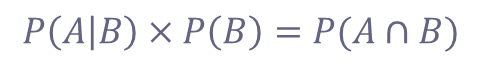 P(A|B) × P(B) = P(A ∩ B)